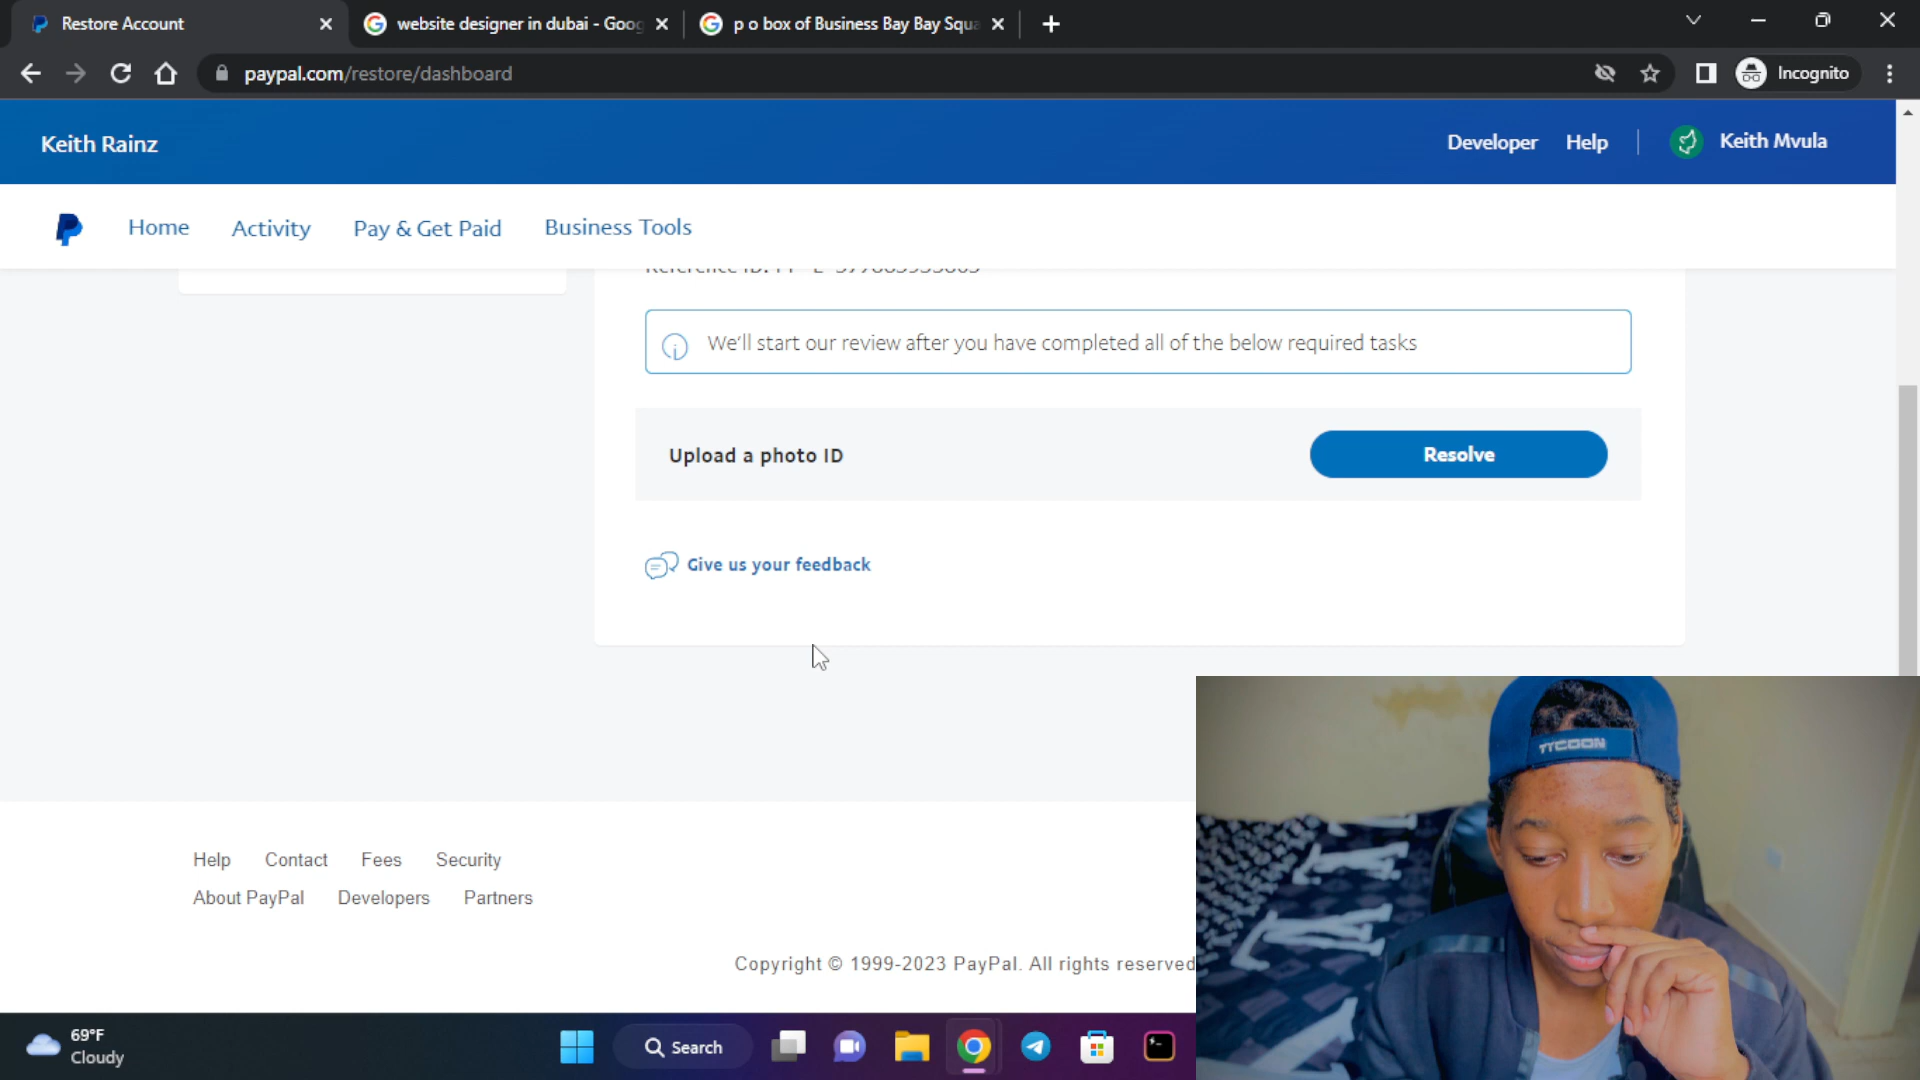 Restore Account
website designer in dubai - Goog
p o box of Business Bay Bay Squa
paypal.com/restore/dashboard
Incognito
Keith Rainz
Developer
Help
Keith Mvula
Home
Activity
Pay & Get Paid
Business Tools
We'll start our review after you have completed all of the below required tasks
Upload a photo ID
Resolve
Give us your feedback
Help
Contact
Fees
Security
About PayPal
Developers
Partners
Copyright © 1999-2023 PayPal. All rights reserved
TYCOON
69°F
Cloudy
Search